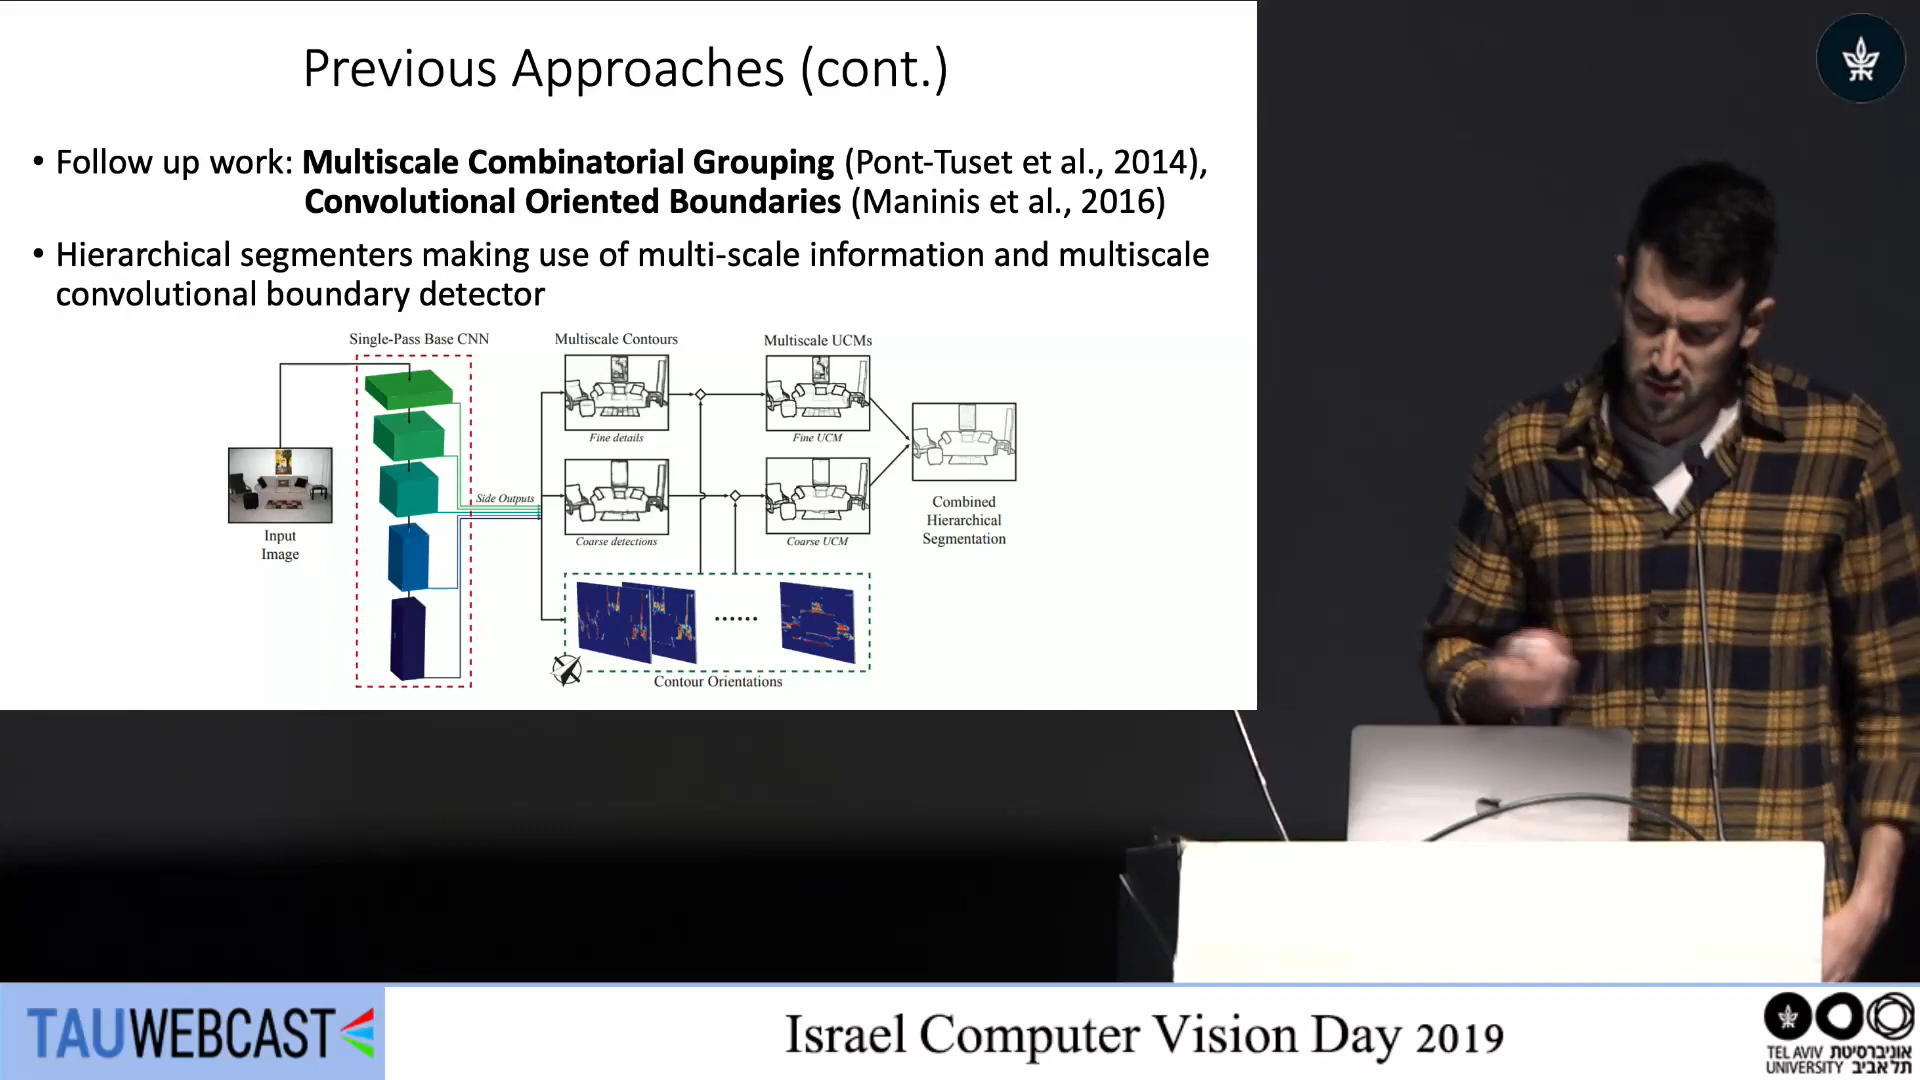 Previous Approaches (cont.)
• Follow up work: Multiscale Combinatorial Grouping (Pont-Tuset et al., 2014),
Convolutional Oriented Boundaries (Maninis et al., 2016)
• Hierarchical segmenters making use of multi-scale information and multiscale
convolutional boundary detector
Single-Pass Base CNN
Multiscale Contours
Multiscale UCMs
Fine details
Fine UCM
Side Outputs
Input
Image
Coarse detections
Coarse UCM
Combined
Hierarchical
Segmentation
Contour Orientations
TAUWEBCAST
Israel Computer Vision Day 2019
TEL AVIV אוניברסיטת
UNIVERSITY תל אביב